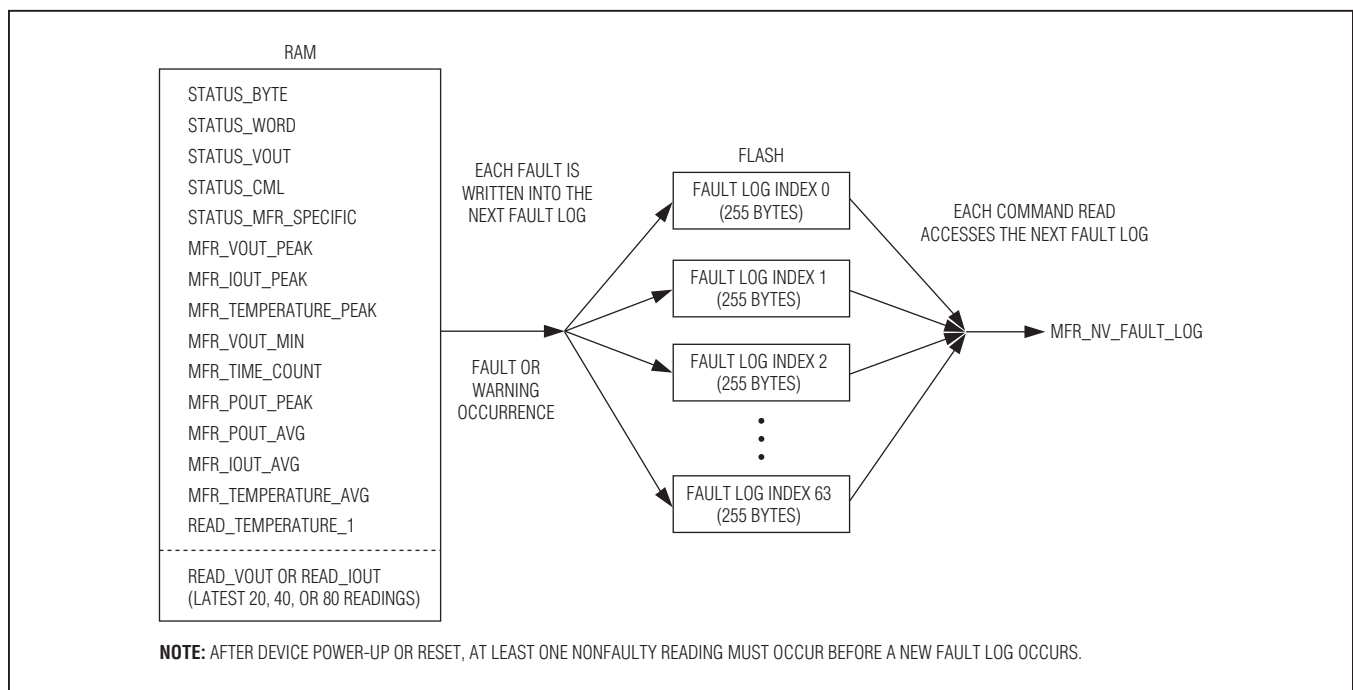 RAM
STATUS_BYTE
STATUS_WORD
STATUS_VOUT
STATUS_CML
STATUS_MFR_SPECIFIC
MFR_VOUT_PEAK
MFR_IOUT_PEAK
MFR_TEMPERATURE_PEAK
MFR_VOUT_MIN
MFR_TIME_COUNT
MFR_POUT_PEAK
MFR_POUT_AVG
MFR_IOUT_AVG
MFR_TEMPERATURE_AVG
READ_TEMPERATURE_1
READ_VOUT OR READ_IOUT
(LATEST 20, 40, OR 80 READINGS)
EACH FAULT IS
WRITTEN INTO THE
NEXT FAULT LOG
FAULT OR
WARNING
OCCURRENCE
FLASH
FAULT LOG INDEX 0
(255 BYTES)
FAULT LOG INDEX 1
(255 BYTES)
FAULT LOG INDEX 2
(255 BYTES)
FAULT LOG INDEX 63
(255 BYTES)
EACH COMMAND READ
ACCESSES THE NEXT FAULT LOG
MFR_NV_FAULT_LOG
NOTE: AFTER DEVICE POWER-UP OR RESET, AT LEAST ONE NONFAULTY READING MUST OCCUR BEFORE A NEW FAULT LOG OCCURS.